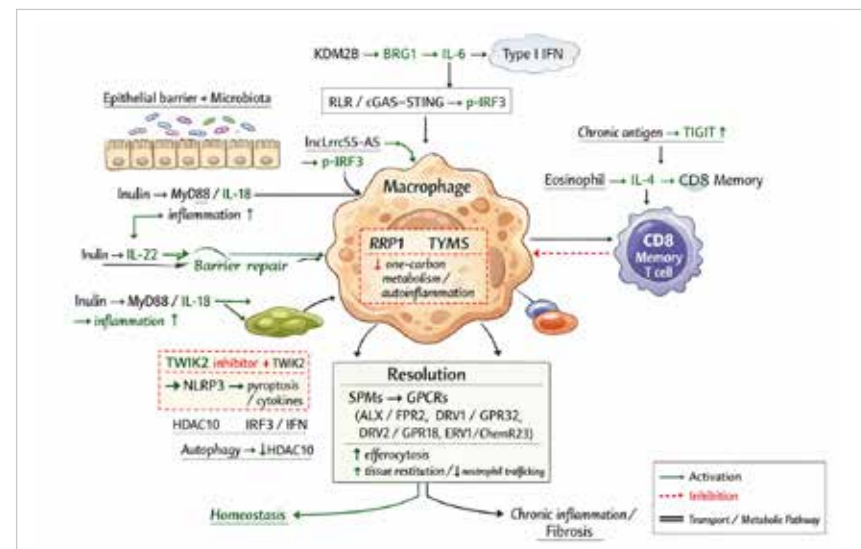 KDM2B → BRG1 → IL-6 → Type I IFN
RLR / cGAS–STING → p-IRF3
Epithelial barrier + Microbiota
lncLrrc55-AS
→ p-IRF3
Chronic antigen → TIGIT ↑
Eosinophil → IL-4 → CD8 Memory
Macrophage
Inulin → MyD88 / IL-18
→ inflammation ↑
RRP1 TYMS
↓ one-carbon
metabolism /
autoinflammation
CD8
Memory
T cell
Inulin → IL-22
Barrier repair
Inulin → MyD88 / IL-18
→ inflammation ↑
TWIK2 inhibitor + TWIK2
→ NLRP3 → pyroptosis
/ cytokines
HDAC10 IRF3 / IFN
Autophagy → ↓HDAC10
Resolution
SPMs → GPCRs
(ALX / FPR2, DRV1 / GPR32,
DRV2 / GPR18, ERV1/ChemR23)
↑ efferocytosis
↑ tissue restitution / ↓ neutrophil trafficking
Homeostasis
Chronic inflammation /
Fibrosis
Activation
Inhibition
Transport / Metabolic Pathway